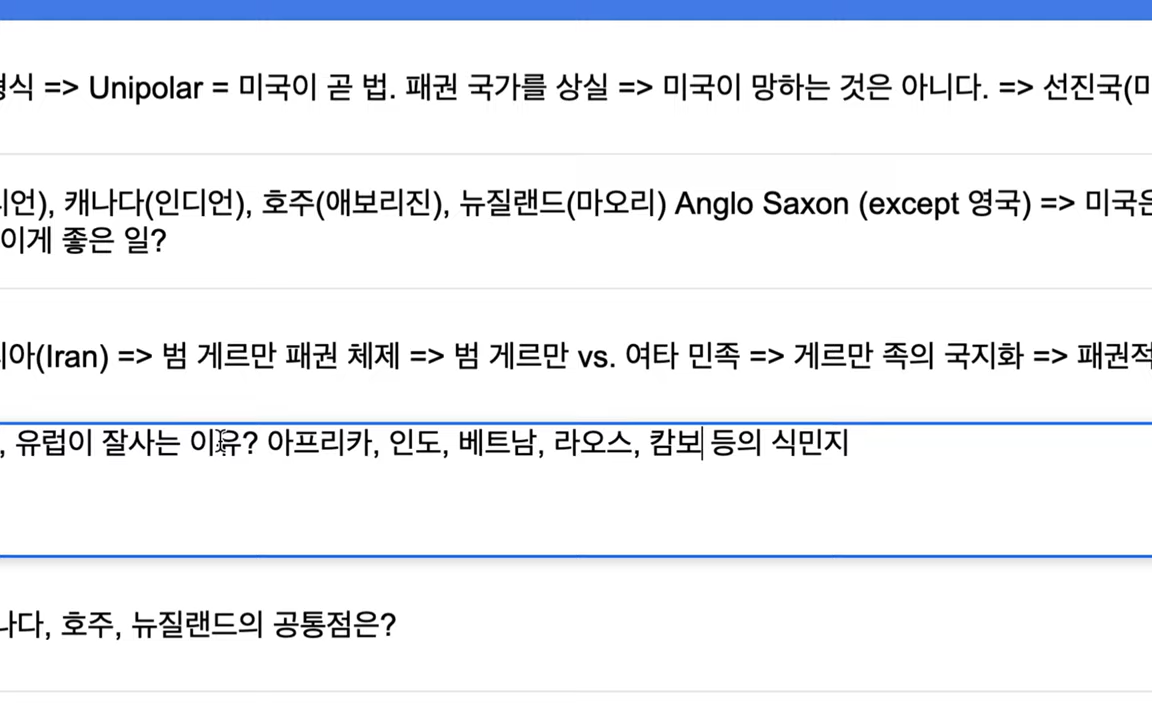 형식 => Unipolar = 미국이 곧 법. 패권 국가를 상실 => 미국이 망하는 것은 아니다. => 선진국(미
디언), 캐나다(인디언), 호주(애보리진), 뉴질랜드(마오리) Anglo Saxon (except 영국) => 미국은
이게 좋은 일?
리아(Iran) => 범 게르만 패권 체제 => 범 게르만 vs. 여타 민족 => 게르만 족의 국지화 => 패권적
, 유럽이 잘사는 이유? 아프리카, 인도, 베트남, 라오스, 캄보 등의 식민지
나다, 호주, 뉴질랜드의 공통점은?